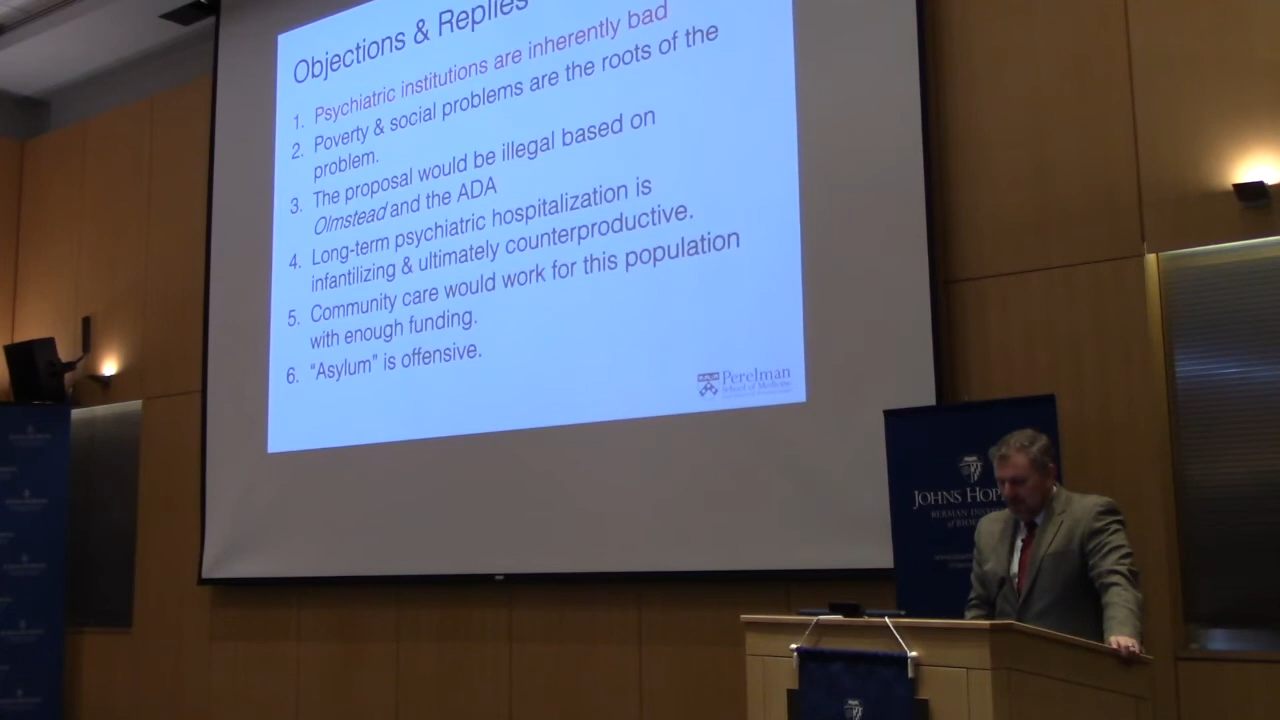 Objections & Replies
1. Psychiatric institutions are inherently bad
2. Poverty & social problems are the roots of the
problem.
3. The proposal would be illegal based on
Olmstead and the ADA
4. Long-term psychiatric hospitalization is
infantilizing & ultimately counterproductive.
5. Community care would work for this population
with enough funding.
6. “Asylum” is offensive.
Perelman
School of Medicine
JOHNS HOP
BERMAN
of